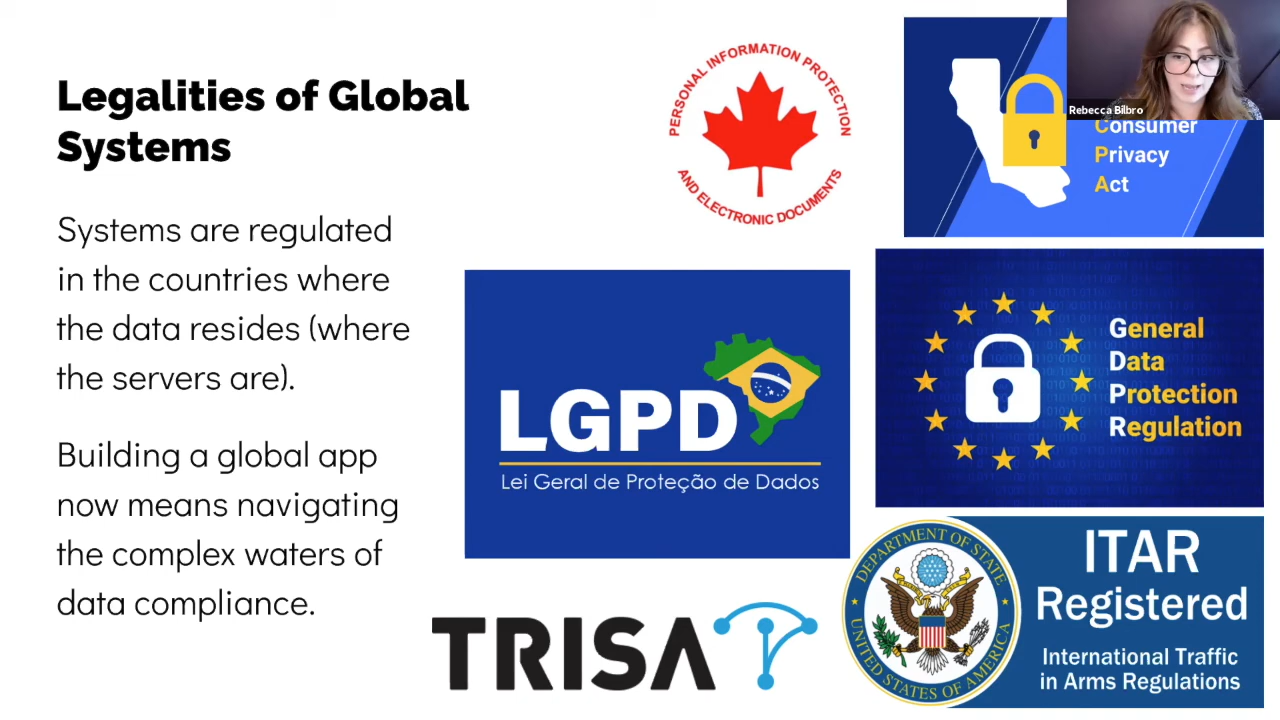 Legalities of Global
Systems
Systems are regulated
in the countries where
the data resides (where
the servers are).
Building a global app
now means navigating
the complex waters of
data compliance.
PERSONAL INFORMATION PROTECTION
AND ELECTRONIC DOCUMENTS
Rebecca Bilbro
Consumer
Privacy
Act
LGPD
Lei Geral de Proteção de Dados
General
Data
Protection
Regulation
TRISA
DEPARTMENT OF STATE
UNITED STATES OF AMERICA
ITAR
Registered
International Traffic
in Arms Regulations